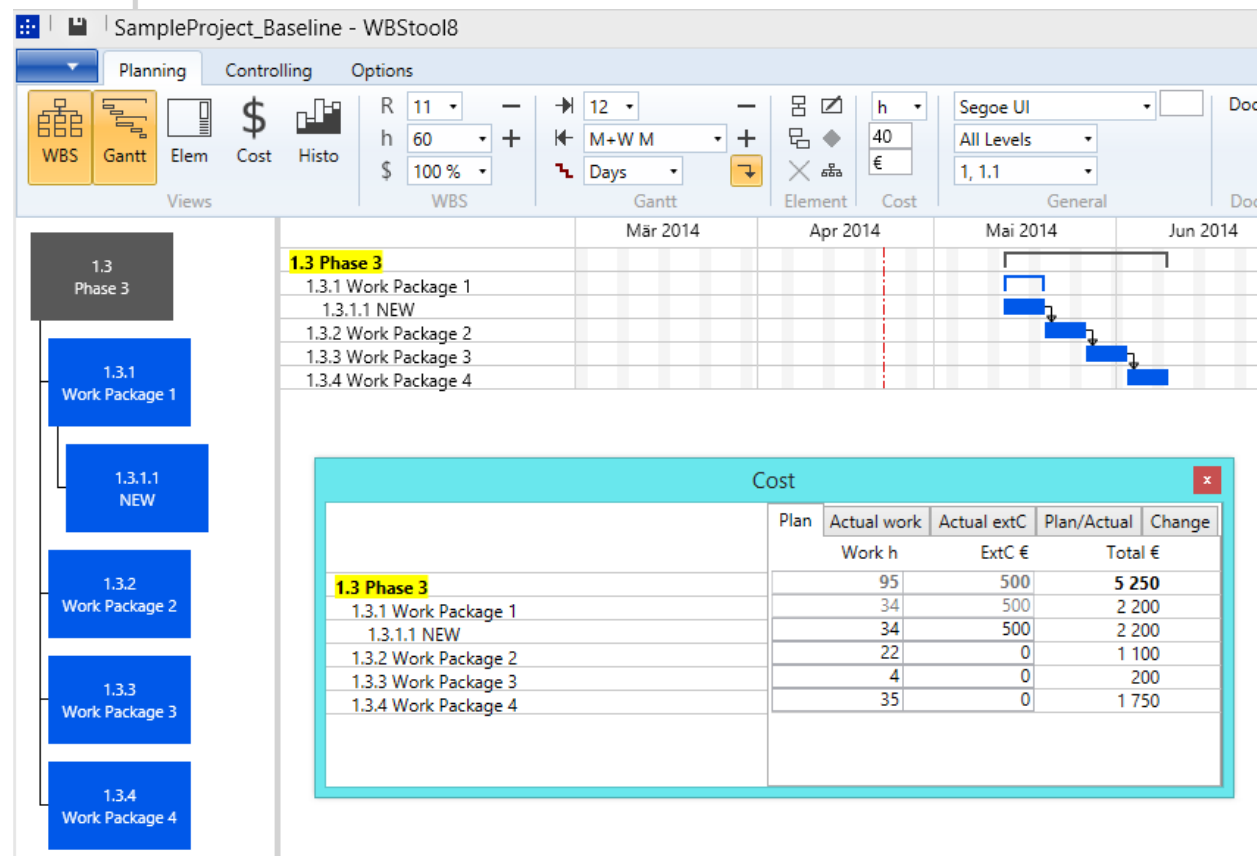 SampleProject_Baseline - WBStool8
Planning Controlling Options
WBS Gantt Elem Cost Histo
R 11
h 60
$ 100 %
12
M+W M
Days
h
40
€
Segoe UI
All Levels
1, 1.1
Views WBS Gantt Element Cost General
Mär 2014 Apr 2014 Mai 2014 Jun 2014
1.3 Phase 3
1.3.1 Work Package 1
1.3.1.1 NEW
1.3.2 Work Package 2
1.3.3 Work Package 3
1.3.4 Work Package 4
1.3
Phase 3
1.3.1
Work Package 1
1.3.1.1
NEW
1.3.2
Work Package 2
1.3.3
Work Package 3
1.3.4
Work Package 4
Cost
x
Plan Actual work Actual extC Plan/Actual Change
Work h ExtC € Total €
1.3 Phase 3 95 500 5 250
1.3.1 Work Package 1 34 500 2 200
1.3.1.1 NEW 34 500 2 200
1.3.2 Work Package 2 22 0 1 100
1.3.3 Work Package 3 4 0 200
1.3.4 Work Package 4 35 0 1 750